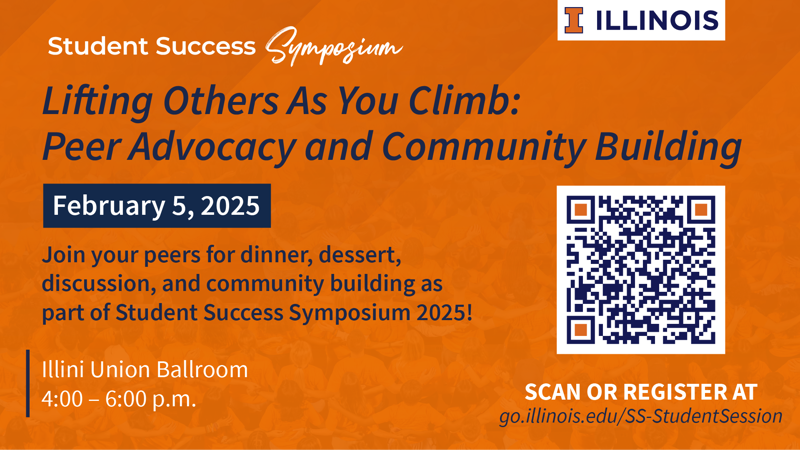 ILLINOIS
Student Success Symposium
Lifting Others As You Climb:
Peer Advocacy and Community Building
February 5, 2025
Join your peers for dinner, dessert,
discussion, and community building as
part of Student Success Symposium 2025!
Illini Union Ballroom
4:00 – 6:00 p.m.
SCAN OR REGISTER AT
go.illinois.edu/SS-StudentSession